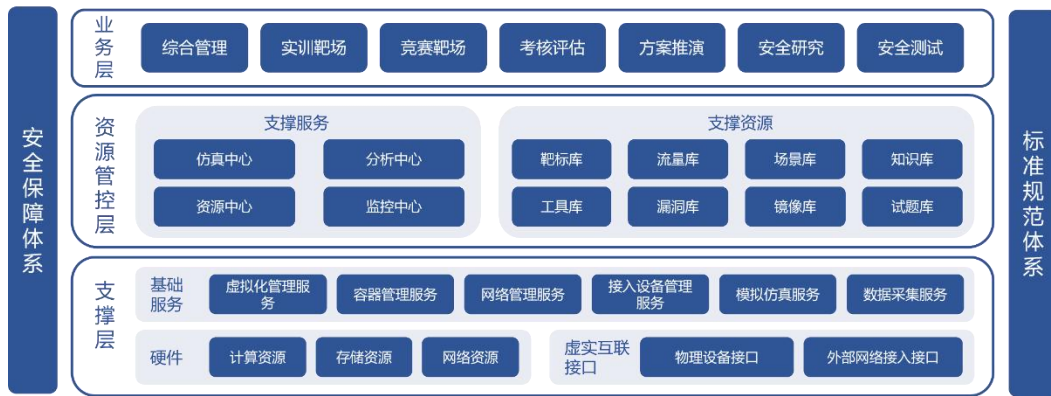 安全保障体系
业务层
综合管理
实训靶场
竞赛靶场
考核评估
方案推演
安全研究
安全测试
资源管控层
支撑服务
仿真中心
分析中心
资源中心
监控中心
支撑资源
靶标库
流量库
场景库
知识库
工具库
漏洞库
镜像库
试题库
支撑层
基础
服务
虚拟化管理服
务
容器管理服务
网络管理服务
接入设备管理
服务
模拟仿真服务
数据采集服务
硬件
计算资源
存储资源
网络资源
虚实互联
接口
物理设备接口
外部网络接入接口
标准规范体系